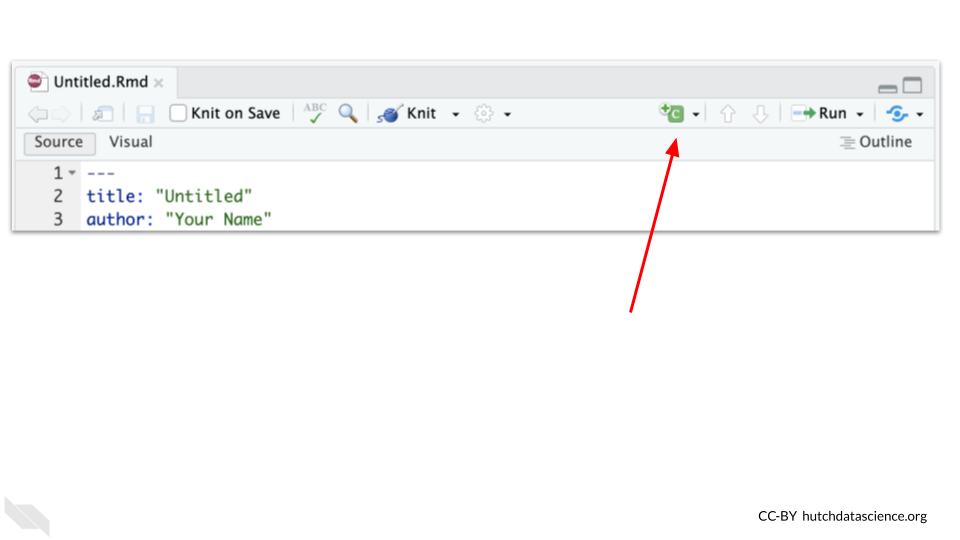 Untitled.Rmd
Knit on Save ABC Knit C Run
Source Visual Outline
1 ---
2 title: "Untitled"
3 author: "Your Name"
CC-BY hutchdatascience.org